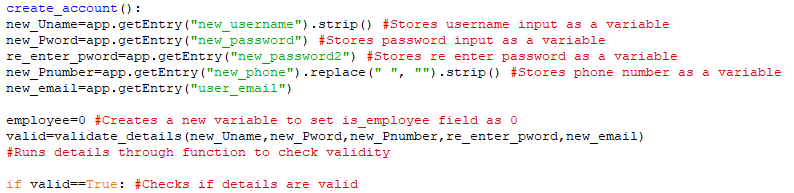 create_account():
new_Uname=app.getEntry("new_username").strip() #Stores username input as a variable
new_Pword=app.getEntry("new_password") #Stores password input as a variable
re_enter_pword=app.getEntry("new_password2") #Stores re enter password as a variable
new_Pnumber=app.getEntry("new_phone").replace(" ", "").strip() #Stores phone number as a variable
new_email=app.getEntry("user_email")
employee=0 #Creates a new variable to set is_employee field as 0
valid=validate_details(new_Uname,new_Pword,new_Pnumber,re_enter_pword,new_email)
#Runs details through function to check validity
if valid==True: #Checks if details are valid